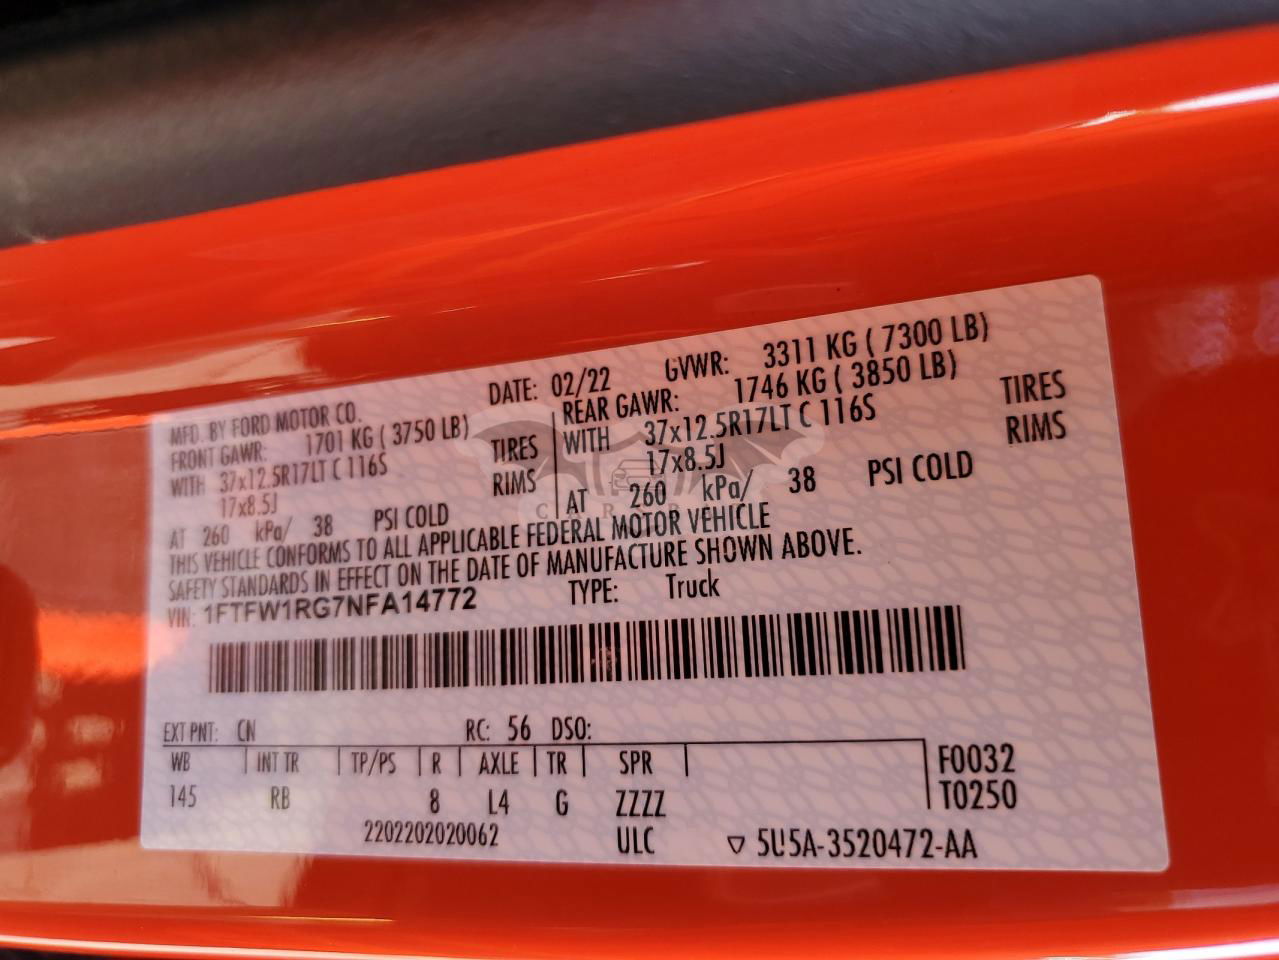 MFD. BY FORD MOTOR CO. DATE: 02/22 GVWR: 3311 KG ( 7300 LB)
FRONT GAWR: 1701 KG ( 3750 LB) REAR GAWR: 1746 KG ( 3850 LB)
WITH 37x12.5R17LT C 116S TIRES WITH 37x12.5R17LT C 116S TIRES
17x8.5J RIMS 17x8.5J RIMS
AT 260 kPa/ 38 PSI COLD AT 260 kPa/ 38 PSI COLD
THIS VEHICLE CONFORMS TO ALL APPLICABLE FEDERAL MOTOR VEHICLE
SAFETY STANDARDS IN EFFECT ON THE DATE OF MANUFACTURE SHOWN ABOVE.
VIN: 1FTFW1RG7NFA14772 TYPE: Truck
EXT PNT: CN RC: 56 DSO:
WB INT TR TP/PS R AXLE TR SPR F0032
145 RB 8 L4 G ZZZZ T0250
2202202020062 ULC ▽ 5U5A-3520472-AA